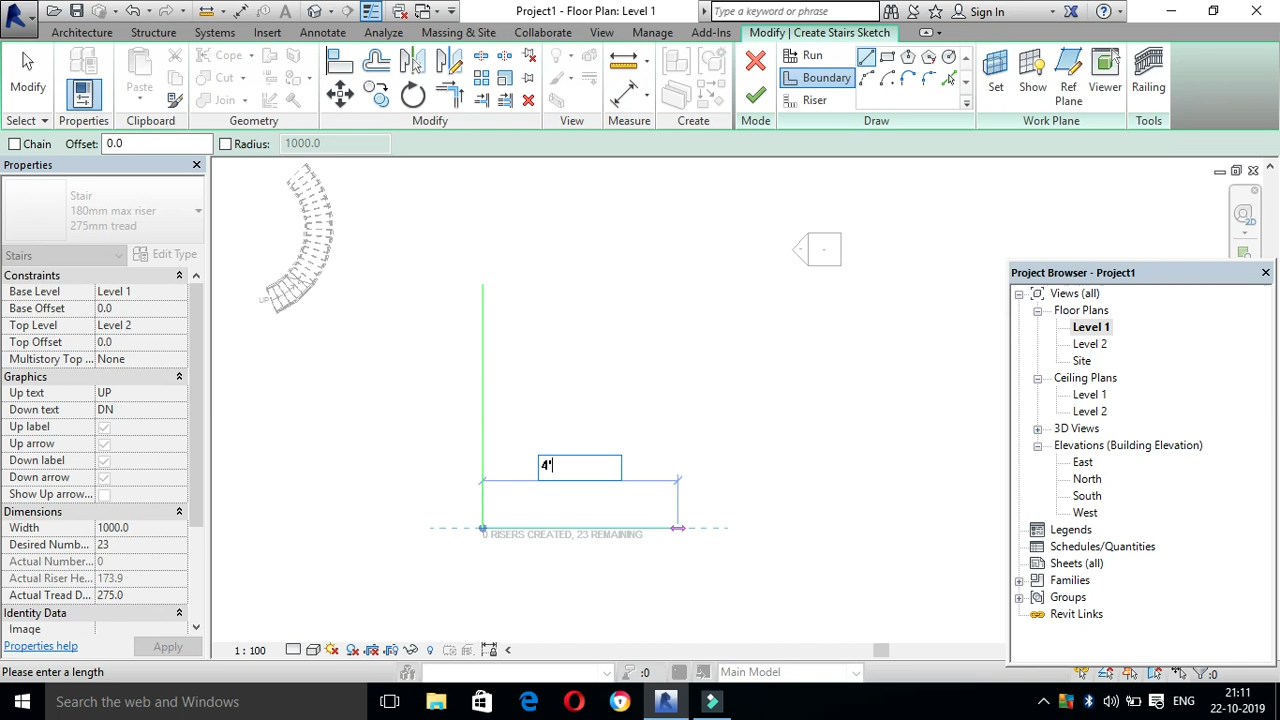 Project1 - Floor Plan: Level 1
Type a keyword or phrase
Sign In
Architecture Structure Systems Insert Annotate Analyze Massing & Site Collaborate View Manage Add-Ins Modify | Create Stairs Sketch
Modify
Paste
Cope
Cut
Join
Run
Boundary
Riser
Set
Show
Ref
Plane
Viewer
Railing
Select Properties Clipboard Geometry Modify View Measure Create Mode Draw Work Plane Tools
Chain Offset: 0.0 Radius: 1000.0
Properties
Stair
180mm max riser
275mm tread
Stairs Edit Type
Constraints
Base Level Level 1
Base Offset 0.0
Top Level Level 2
Top Offset 0.0
Multistory Top ... None
Graphics
Up text UP
Down text DN
Up label
Up arrow
Down label
Down arrow
Show Up arrow...
Dimensions
Width 1000.0
Desired Numb... 23
Actual Number... 0
Actual Riser He... 173.9
Actual Tread D... 275.0
Identity Data
Image
Properties help Apply
UP
4'
0 RISERS CREATED, 23 REMAINING
2D
Project Browser - Project1
Views (all)
Floor Plans
Level 1
Level 2
Site
Ceiling Plans
Level 1
Level 2
3D Views
Elevations (Building Elevation)
East
North
South
West
Legends
Schedules/Quantities
Sheets (all)
Families
Groups
Revit Links
1 : 100
Please enter a length
:0
Main Model
:0
Search Windows
ENG
21:11
22-10-2019